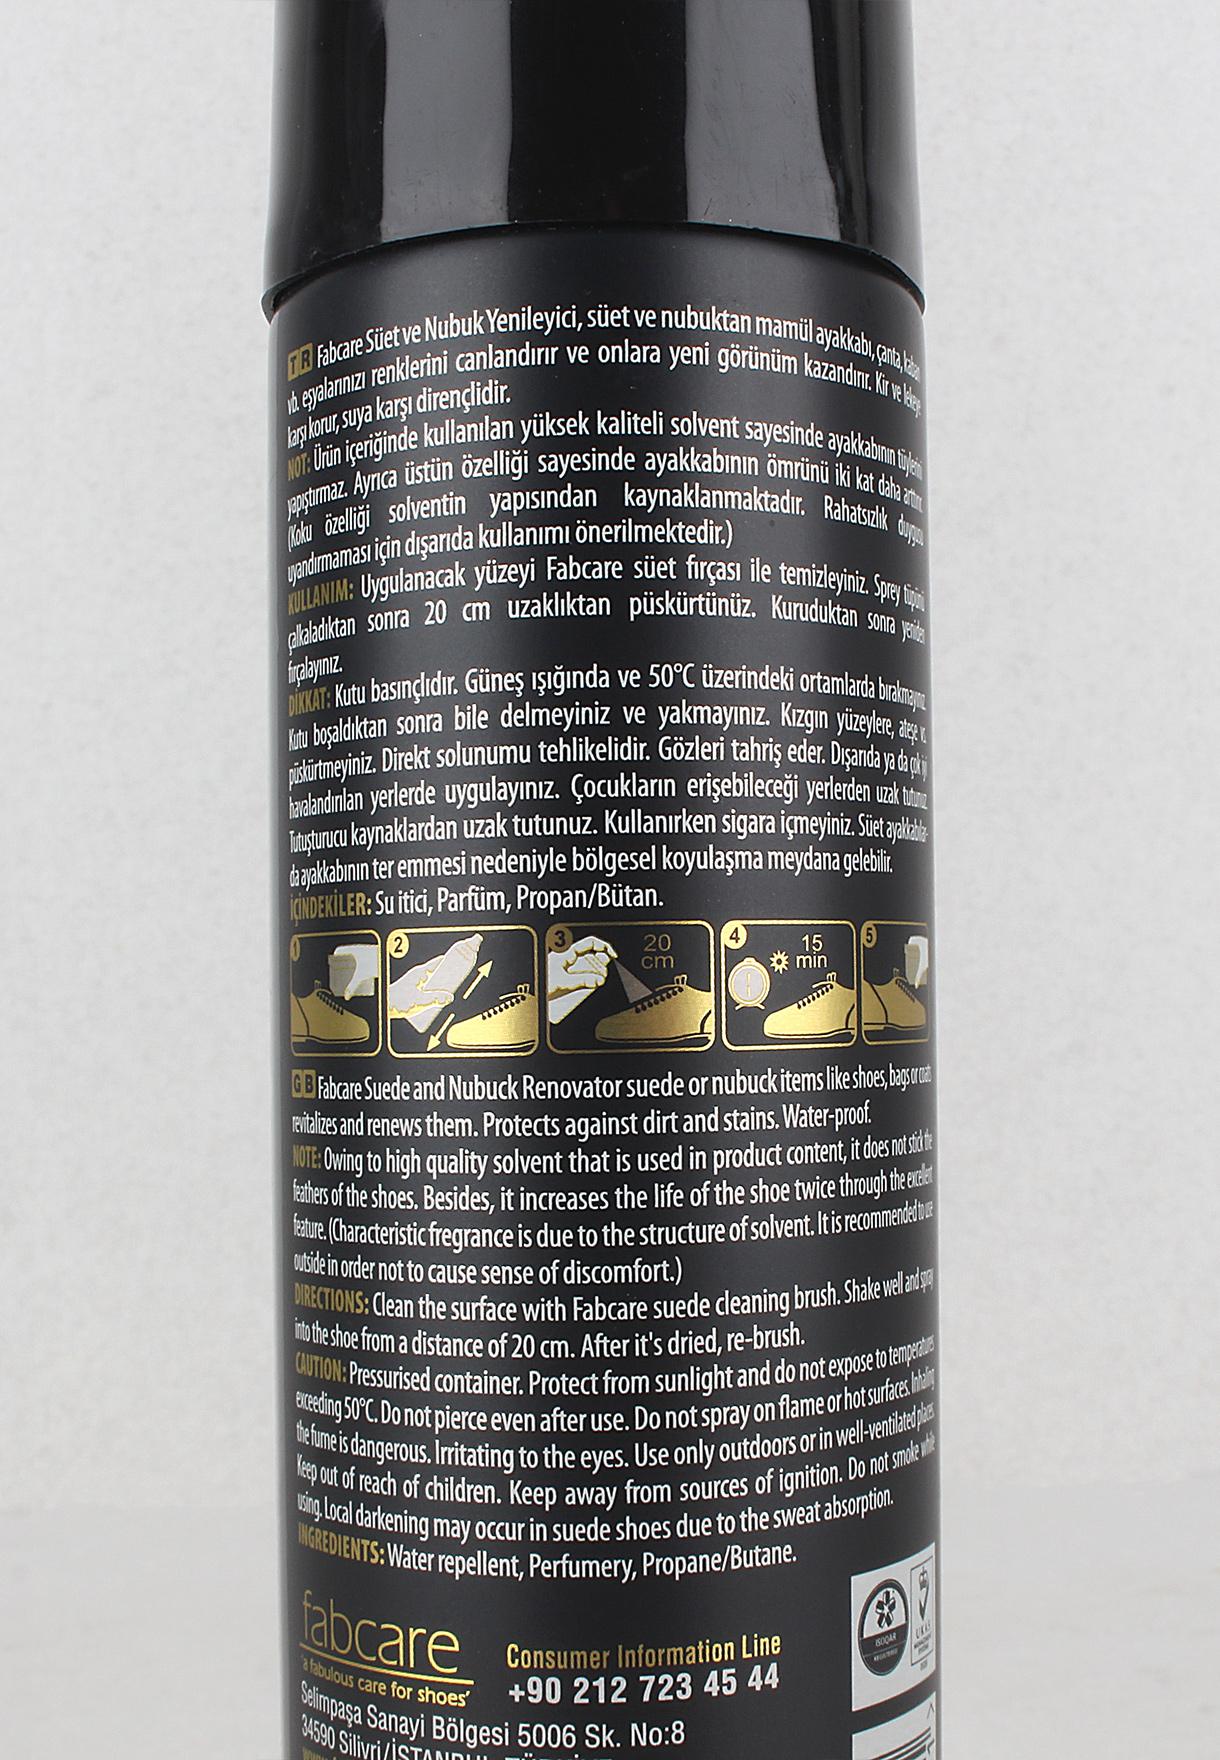 TR Fabcare Süet ve Nubuk Yenileyici, süet ve nubuktan mamül ayakkabı, çanta, kaban
vb. eşyalarınızı renklerini canlandırır ve onlara yeni görünüm kazandırır. Kir ve lekeye
karşı korur, suya karşı dirençlidir.
NOT: Ürün içeriğinde kullanılan yüksek kaliteli solvent sayesinde ayakkabının tüylerini
yapıştırmaz. Ayrıca üstün özelliği sayesinde ayakkabının ömrünü iki kat daha arttırır.
(Koku özelliği solventin yapısından kaynaklanmaktadır. Rahatsızlık duygusu
uyandırmaması için dışarıda kullanımı önerilmektedir.)
KULLANIM: Uygulanacak yüzeyi Fabcare süet fırçası ile temizleyiniz. Sprey tüpünü
çalkaladıktan sonra 20 cm uzaklıktan püskürtünüz. Kuruduktan sonra yeniden
fırçalayınız.
DİKKAT: Kutu basınçlıdır. Güneş ışığında ve 50°C üzerindeki ortamlarda bırakmayınız.
Kutu boşaldıktan sonra bile delmeyiniz ve yakmayınız. Kızgın yüzeylere, ateşe vs.
püskürtmeyiniz. Direkt solunumu tehlikelidir. Gözleri tahriş eder. Dışarıda ya da çok iyi
havalandırılan yerlerde uygulayınız. Çocukların erişebileceği yerlerden uzak tutunuz.
Tutuşturucu kaynaklardan uzak tutunuz. Kullanırken sigara içmeyiniz. Süet ayakkabılar-
da ayakkabının ter emmesi nedeniyle bölgesel koyulaşma meydana gelebilir.
İÇİNDEKİLER: Su itici, Parfüm, Propan/Bütan.
1 2 3 20 cm 4 15 min 5
GB Fabcare Suede and Nubuck Renovator suede or nubuck items like shoes, bags or coats
revitalizes and renews them. Protects against dirt and stains. Water-proof.
NOTE: Owing to high quality solvent that is used in product content, it does not stick the
feathers of the shoes. Besides, it increases the life of the shoe twice through the excellent
feature. (Characteristic fregrance is due to the structure of solvent. It is recommended to use
outside in order not to cause sense of discomfort.)
DIRECTIONS: Clean the surface with Fabcare suede cleaning brush. Shake well and spray
into the shoe from a distance of 20 cm. After it's dried, re-brush.
CAUTION: Pressurised container. Protect from sunlight and do not expose to temperatures
exceeding 50°C. Do not pierce even after use. Do not spray on flame or hot surfaces. Inhaling
the fume is dangerous. Irritating to the eyes. Use only outdoors or in well-ventilated places.
Keep out of reach of children. Keep away from sources of ignition. Do not smoke while
using. Local darkening may occur in suede shoes due to the sweat absorption.
INGREDIENTS: Water repellent, Perfumery, Propane/Butane.
fabcare
'a fabulous care for shoes'
Consumer Information Line
+90 212 723 45 44
ISOQAR
REGISTERED
UKAS
Selimpaşa Sanayi Bölgesi 5006 Sk. No:8
34590 Silivri/İSTANBUL